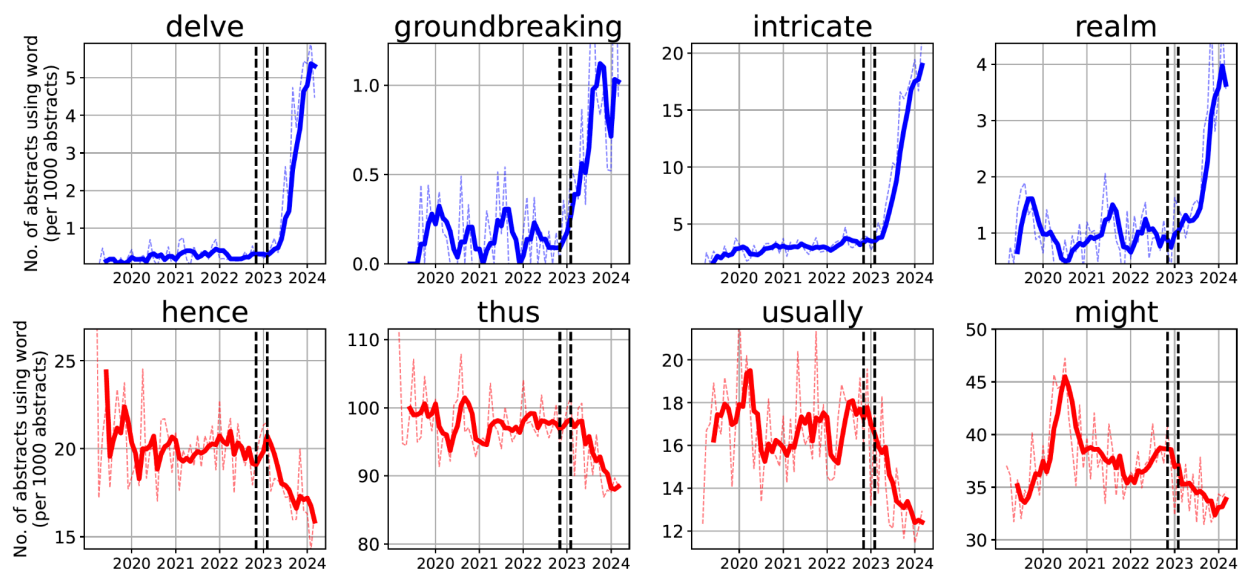 delve groundbreaking intricate realm
No. of abstracts using word
(per 1000 abstracts)
5
4
3
2
1
1.0
0.5
0.0
20
15
10
5
4
3
2
1
2020 2021 2022 2023 2024
2020 2021 2022 2023 2024
2020 2021 2022 2023 2024
2020 2021 2022 2023 2024
hence thus usually might
No. of abstracts using word
(per 1000 abstracts)
25
20
15
110
100
90
80
20
18
16
14
12
50
45
40
35
30
2020 2021 2022 2023 2024
2020 2021 2022 2023 2024
2020 2021 2022 2023 2024
2020 2021 2022 2023 2024